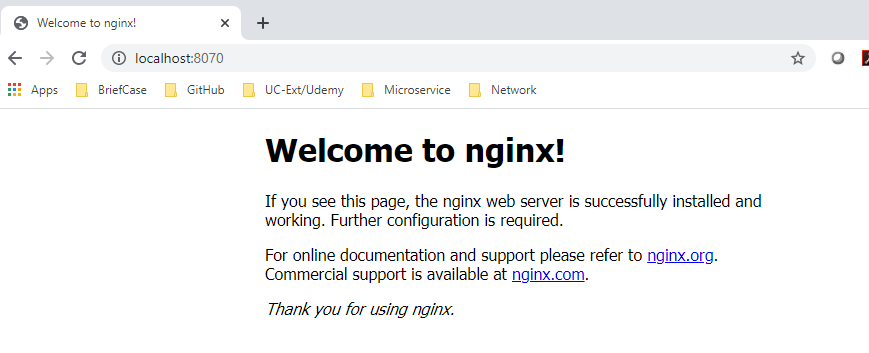 Welcome to nginx!
localhost:8070
Apps BriefCase GitHub UC-Ext/Udemy Microservice Network
Welcome to nginx!
If you see this page, the nginx web server is successfully installed and
working. Further configuration is required.
For online documentation and support please refer to nginx.org.
Commercial support is available at nginx.com.
Thank you for using nginx.